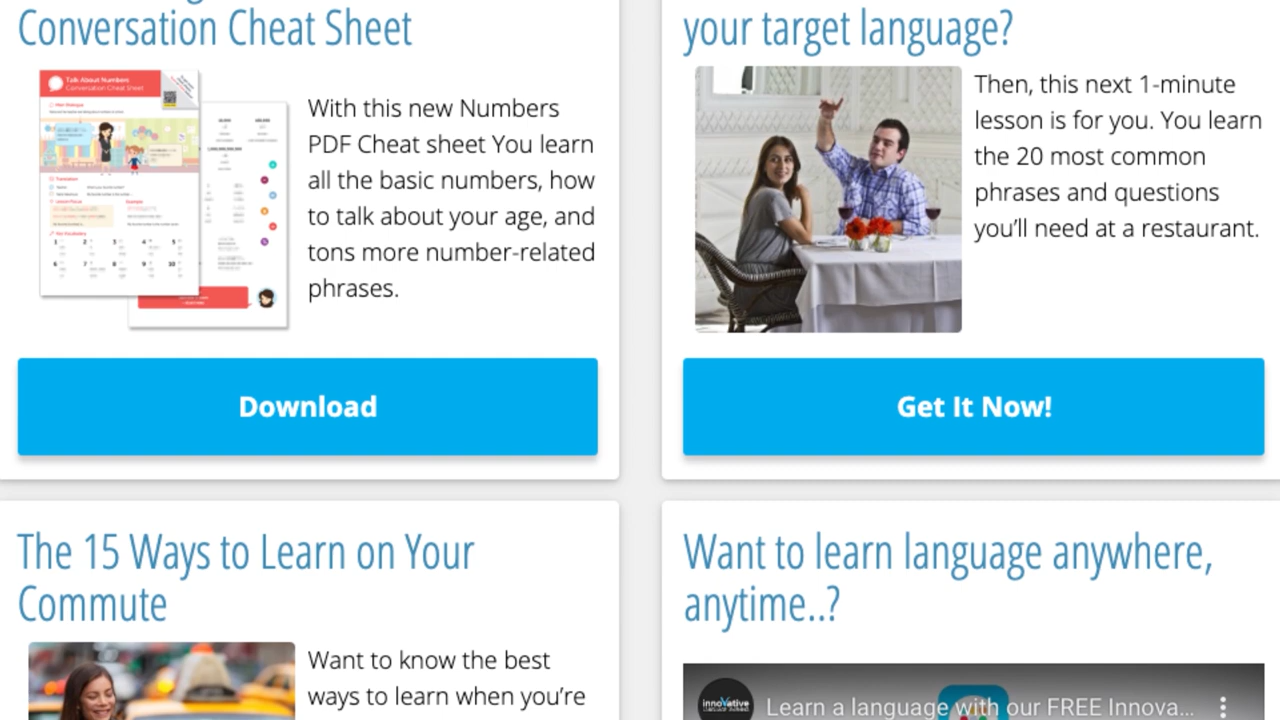 Conversation Cheat Sheet
Talk About Numbers
Conversation Cheat Sheet
With this new Numbers
PDF Cheat sheet You learn
all the basic numbers, how
to talk about your age, and
tons more number-related
phrases.
Download
your target language?
Then, this next 1-minute
lesson is for you. You learn
the 20 most common
phrases and questions
you’ll need at a restaurant.
Get It Now!
The 15 Ways to Learn on Your
Commute
Want to know the best
ways to learn when you’re
Want to learn language anywhere,
anytime..?
innoVative
Learn a language with our FREE Innova...